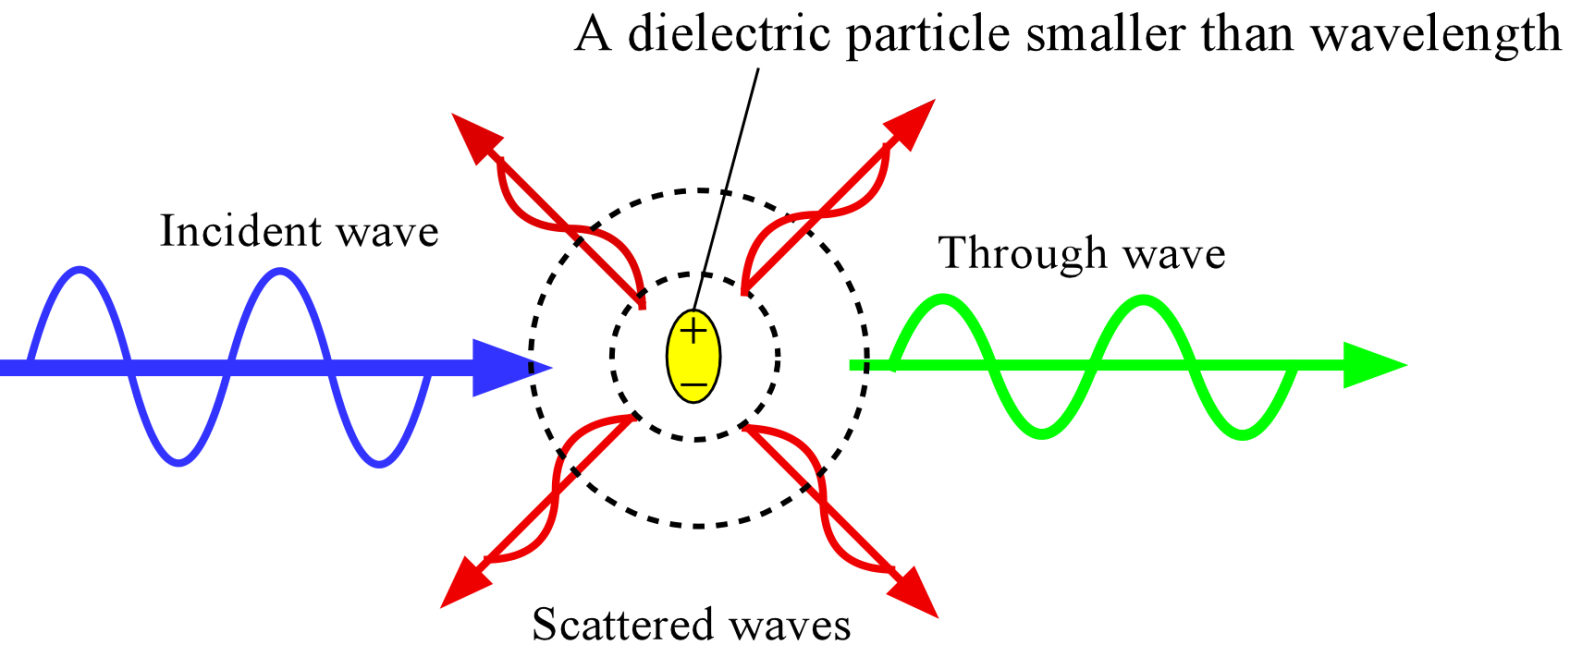 A dielectric particle smaller than wavelength
Incident wave
Through wave
+
−
Scattered waves